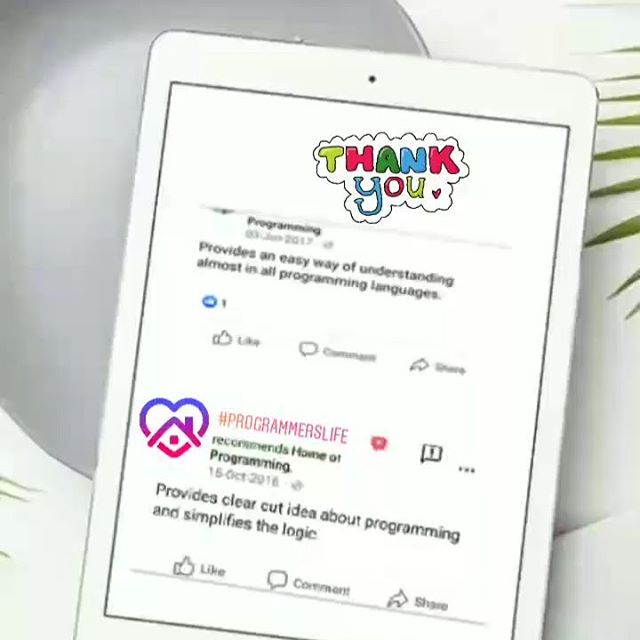 THANK
you
Programming
03-Jun-2017
Provides an easy way of understanding
almost in all programming languages.
1
Like
Comment
Share
#PROGRAMMERSLIFE
recommends Home of
Programming.
16-Oct-2016
Provides clear cut idea about programming
and simplifies the logic
Like
Comment
Share